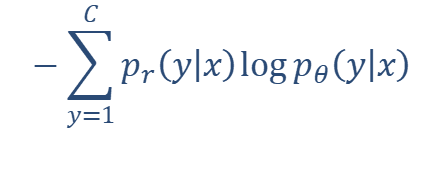 − ∑_{y=1}^{C} p_r(y|x) log p_θ(y|x)